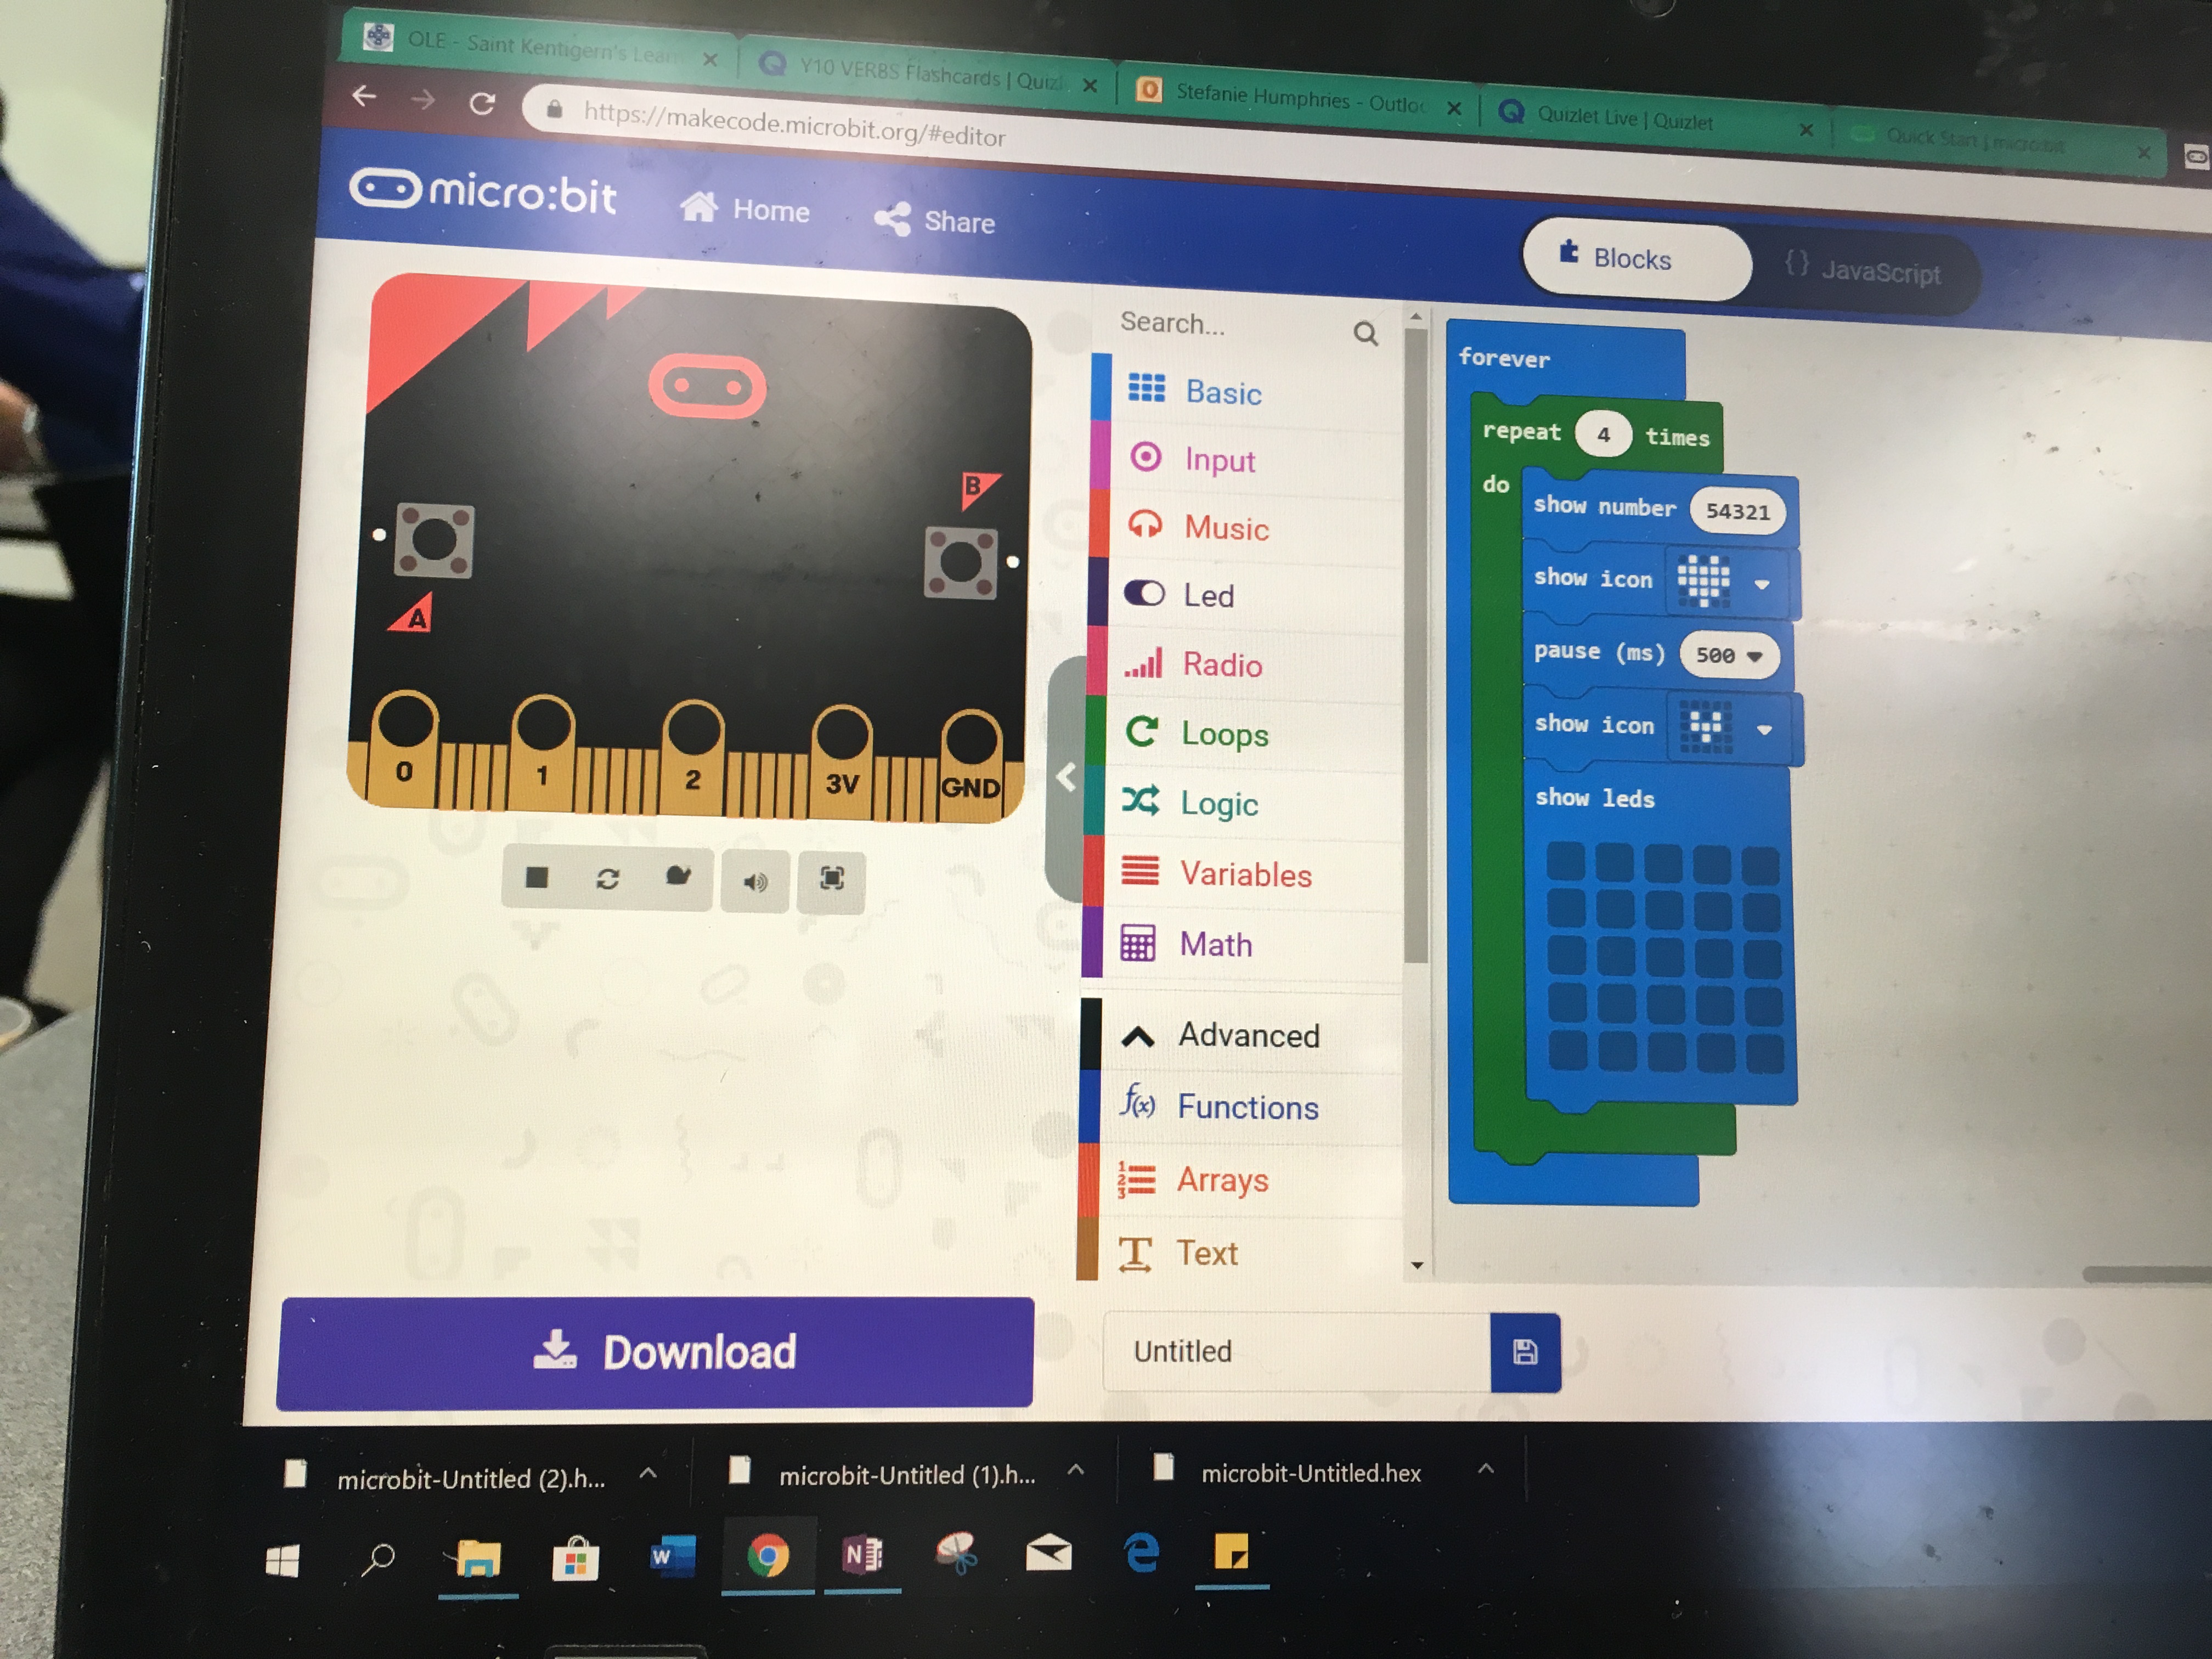 OLE - Saint Kentigern's Learn
Y10 VERBS Flashcards | Quizl
Stefanie Humphries - Outloo
Quizlet Live | Quizlet
Quick Start | microbit
https://makecode.microbit.org/#editor
micro:bit
Home
Share
Blocks
{} JavaScript
Search...
Basic
Input
Music
Led
Radio
Loops
Logic
Variables
Math
Advanced
f(x) Functions
Arrays
Text
B
A
0
1
2
3V
GND
forever
repeat 4 times
do
show number 54321
show icon
pause (ms) 500
show icon
show leds
Download
Untitled
microbit-Untitled (2).h...
microbit-Untitled (1).h...
microbit-Untitled.hex